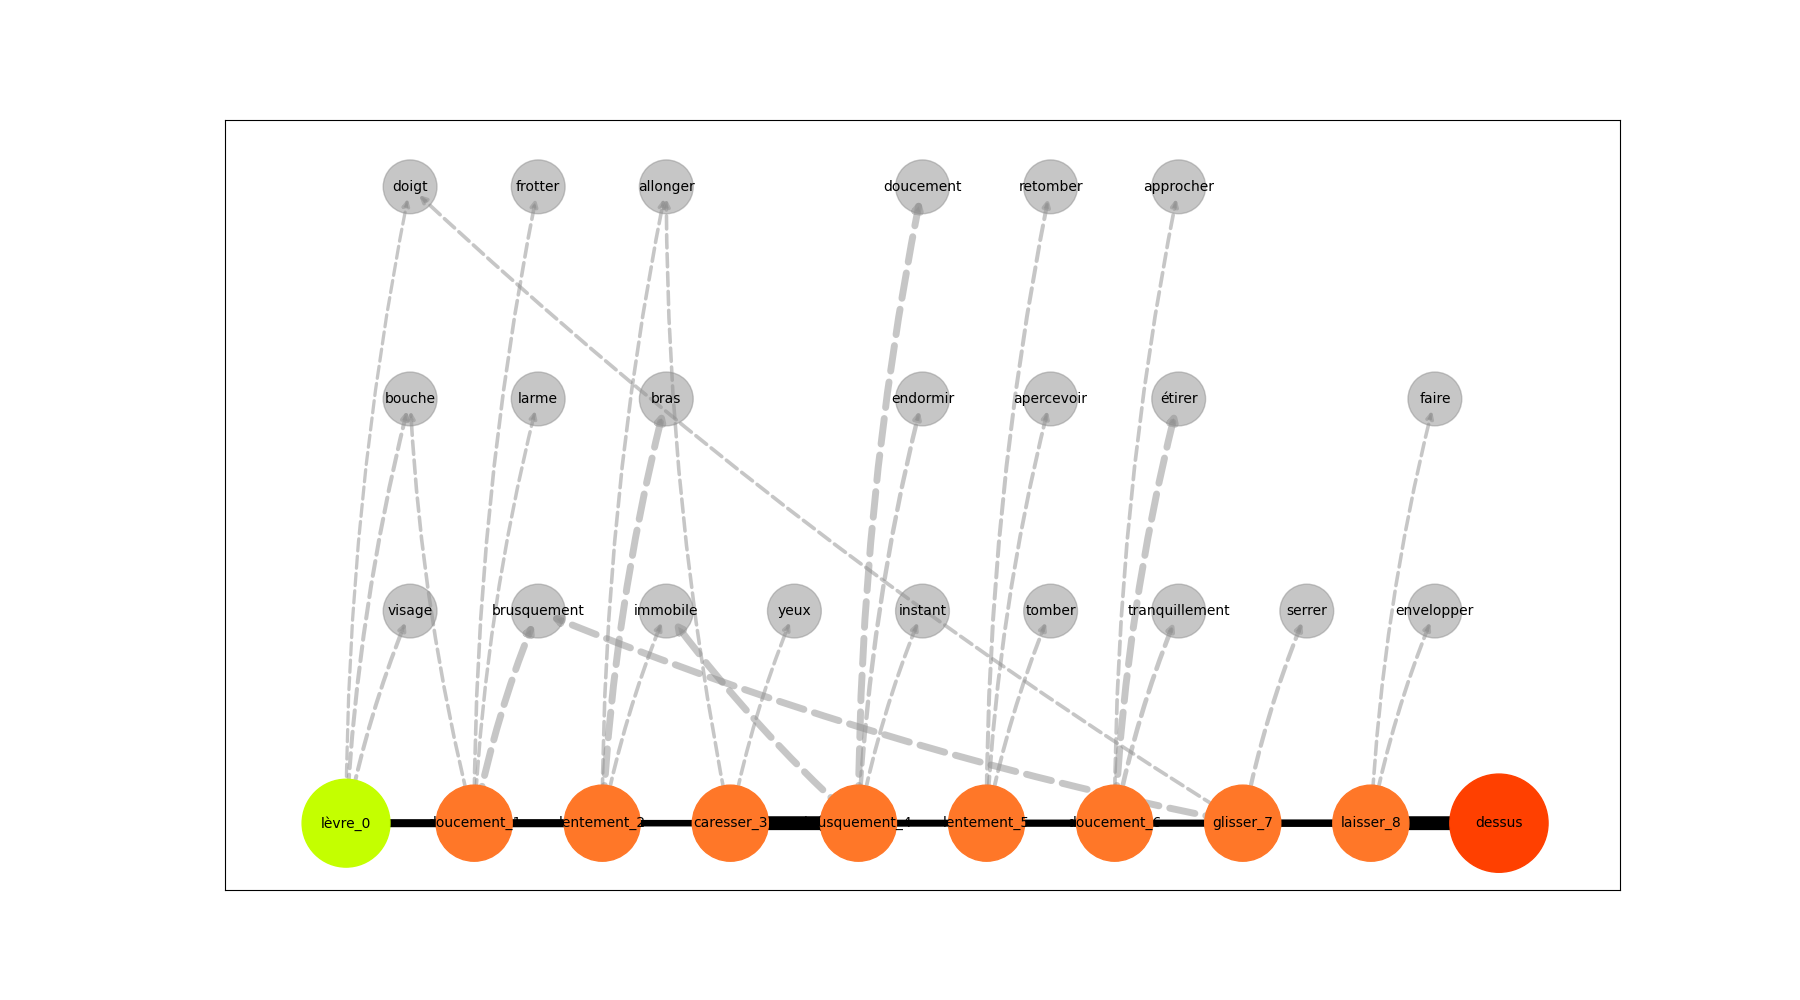 doigt frotter allonger doucement retomber approcher
bouche larme bras endormir apercevoir étirer faire
visage brusquement immobile yeux instant tomber tranquillement serrer envelopper
lèvre_0 doucement_1 lentement_2 caresser_3 brusquement_4 lentement_5 doucement_6 glisser_7 laisser_8 dessus